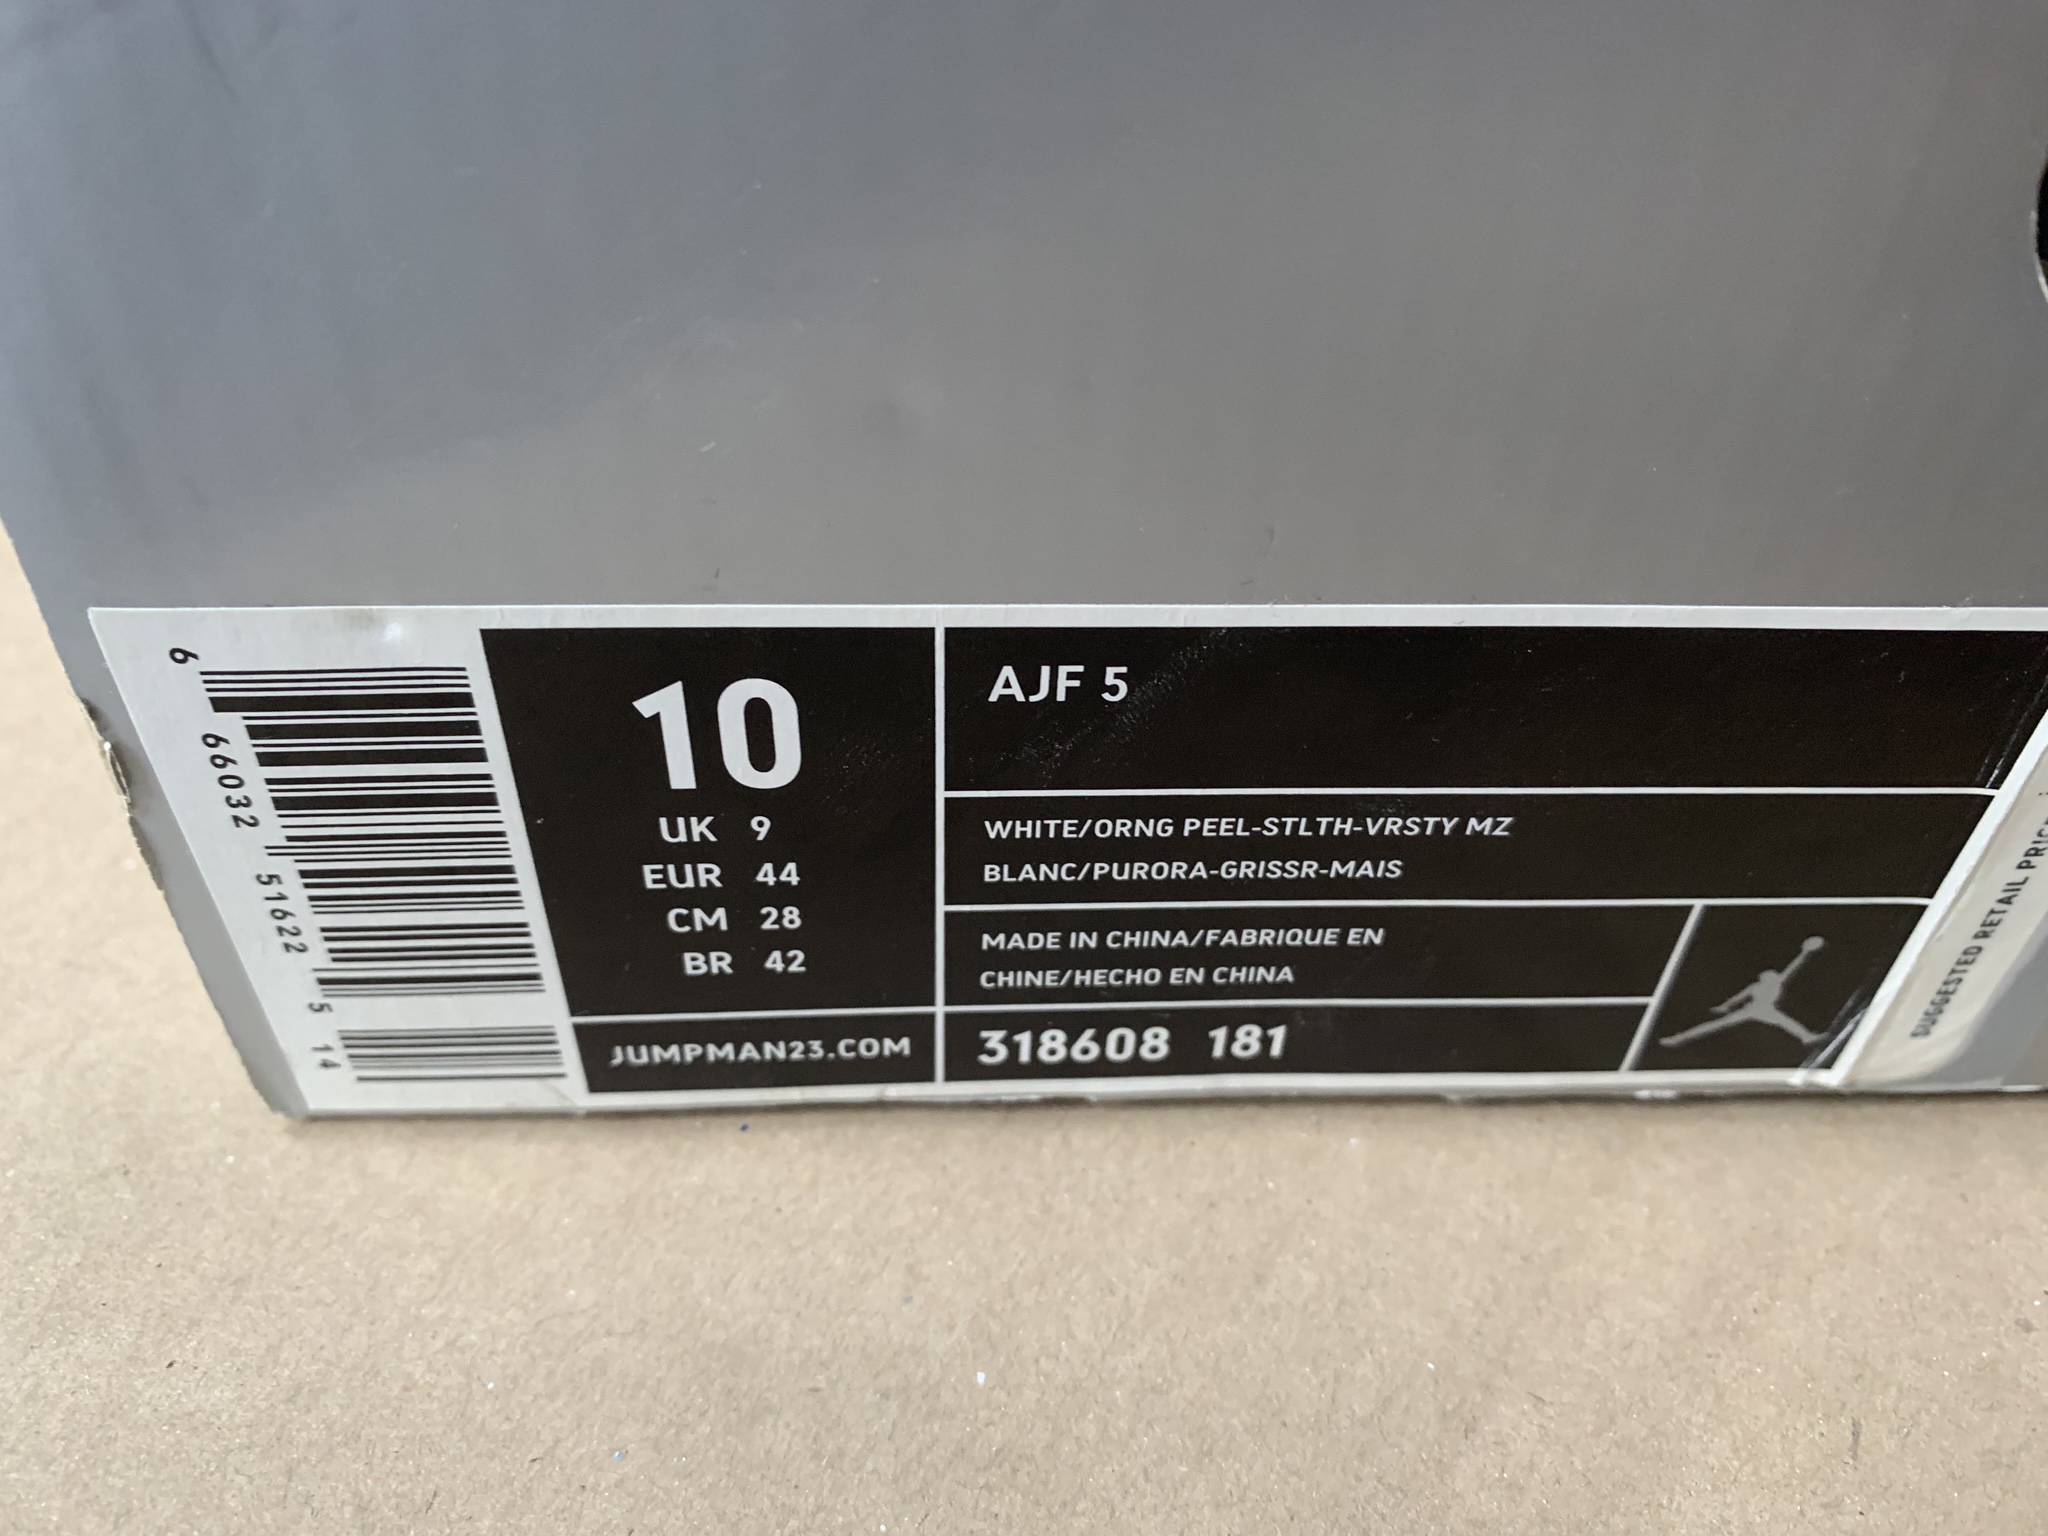 6 66032 51622 5 14
10
UK 9
EUR 44
CM 28
BR 42
JUMPMAN23.COM
AJF 5
WHITE/ORNG PEEL-STLTH-VRSTY MZ
BLANC/PURORA-GRISSR-MAIS
MADE IN CHINA/FABRIQUE EN
CHINE/HECHO EN CHINA
318608 181
SUGGESTED RETAIL PRICE: